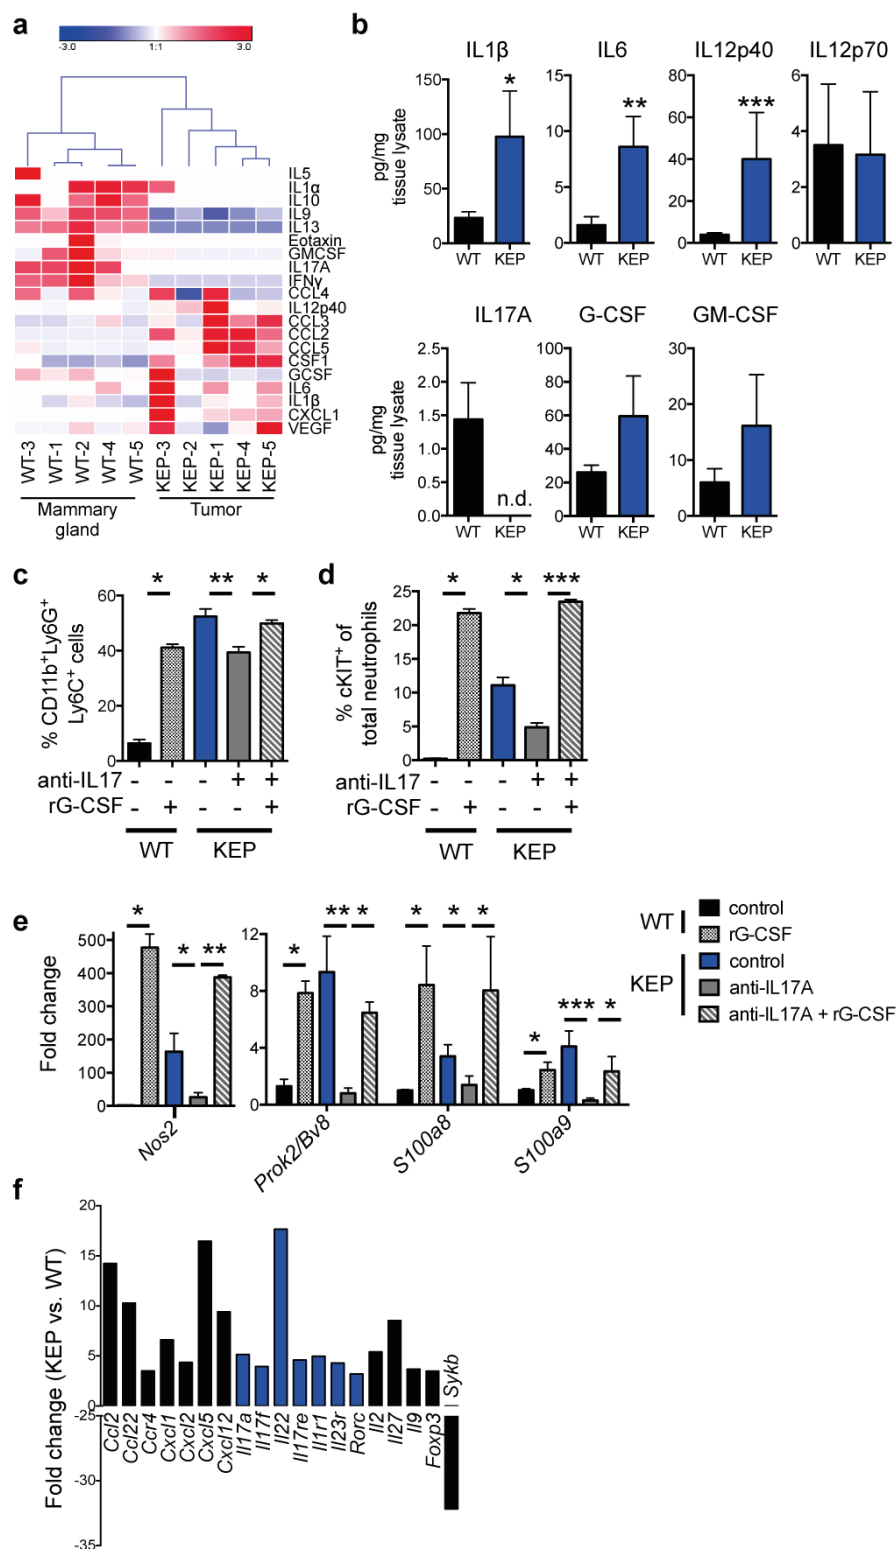 a
-3.0 1:1 3.0
IL5
IL1α
IL10
IL9
IL13
Eotaxin
GMCSF
IL17A
IFNγ
CCL4
IL12p40
CCL3
CCL2
CCL5
CSF1
GCSF
IL6
IL1β
CXCL1
VEGF
WT-3 WT-1 WT-2 WT-4 WT-5 KEP-3 KEP-2 KEP-1 KEP-4 KEP-5
Mammary
gland
Tumor
b
IL1β IL6 IL12p40 IL12p70
pg/mg
tissue lysate
150
100
50
0
*
WT KEP
15
10
5
0
**
WT KEP
80
60
40
20
0
***
WT KEP
6
4
2
0
WT KEP
IL17A G-CSF GM-CSF
pg/mg
tissue lysate
2.5
2.0
1.5
1.0
0.5
0.0
n.d.
WT KEP
100
80
60
40
20
0
WT KEP
30
20
10
0
WT KEP
c
% CD11b+Ly6G+
Ly6C+ cells
60
40
20
0
* ** *
anti-IL17 - - - + +
rG-CSF - + - - +
WT KEP
d
% cKIT+ of
total neutrophils
25
20
15
10
5
0
* * ***
anti-IL17 - - - + +
rG-CSF - + - - +
WT KEP
e
Fold change
500
400
300
200
100
0
* * **
Nos2
12
8
4
0
* ** *
Prok2/Bv8
* * *
S100a8
* *** *
S100a9
WT
control
rG-CSF
KEP
control
anti-IL17A
anti-IL17A + rG-CSF
f
Fold change (KEP vs. WT)
20
15
10
5
0
-25
-30
-35
Ccl2 Ccl22 Ccr4 Cxcl1 Cxcl2 Cxcl5 Cxcl12 Il17a Il17f Il22 Il17re Il1r1 Il23r Rorc Il2 Il27 Il9 Foxp3 Sykb